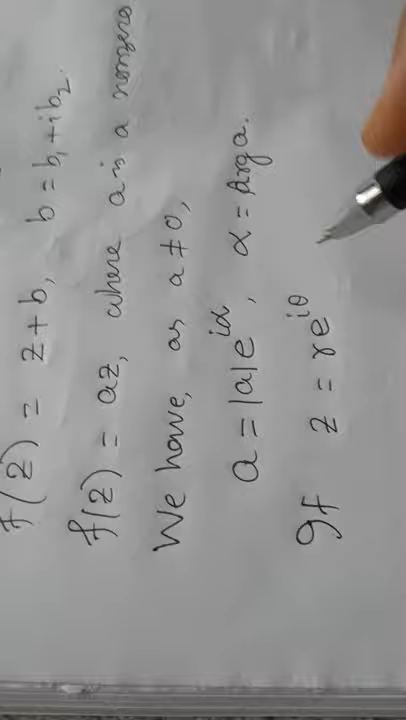 f(z) = z + b, b = b₁ + ib₂.
f(z) = az, where a is a nonzero
We have, as a ≠ 0,
a = |a|e^{iα}, α = Arg a.
If z = re^{iθ}